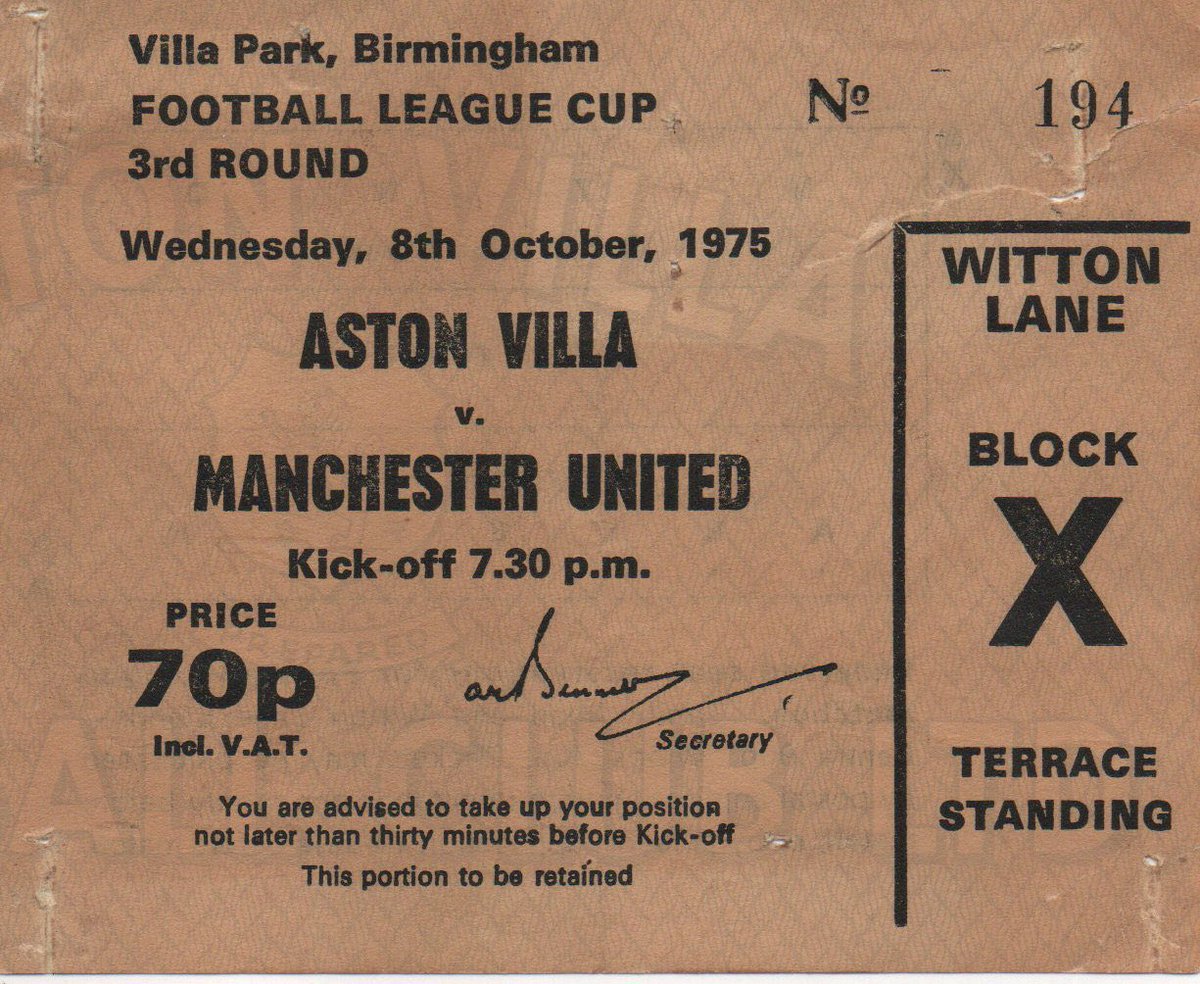 Villa Park, Birmingham
FOOTBALL LEAGUE CUP
3rd ROUND
Nº 194
Wednesday, 8th October, 1975
ASTON VILLA
v.
MANCHESTER UNITED
Kick-off 7.30 p.m.
PRICE
70p
Incl. V.A.T.
Secretary
You are advised to take up your position
not later than thirty minutes before Kick-off
This portion to be retained
WITTON
LANE
BLOCK
X
TERRACE
STANDING